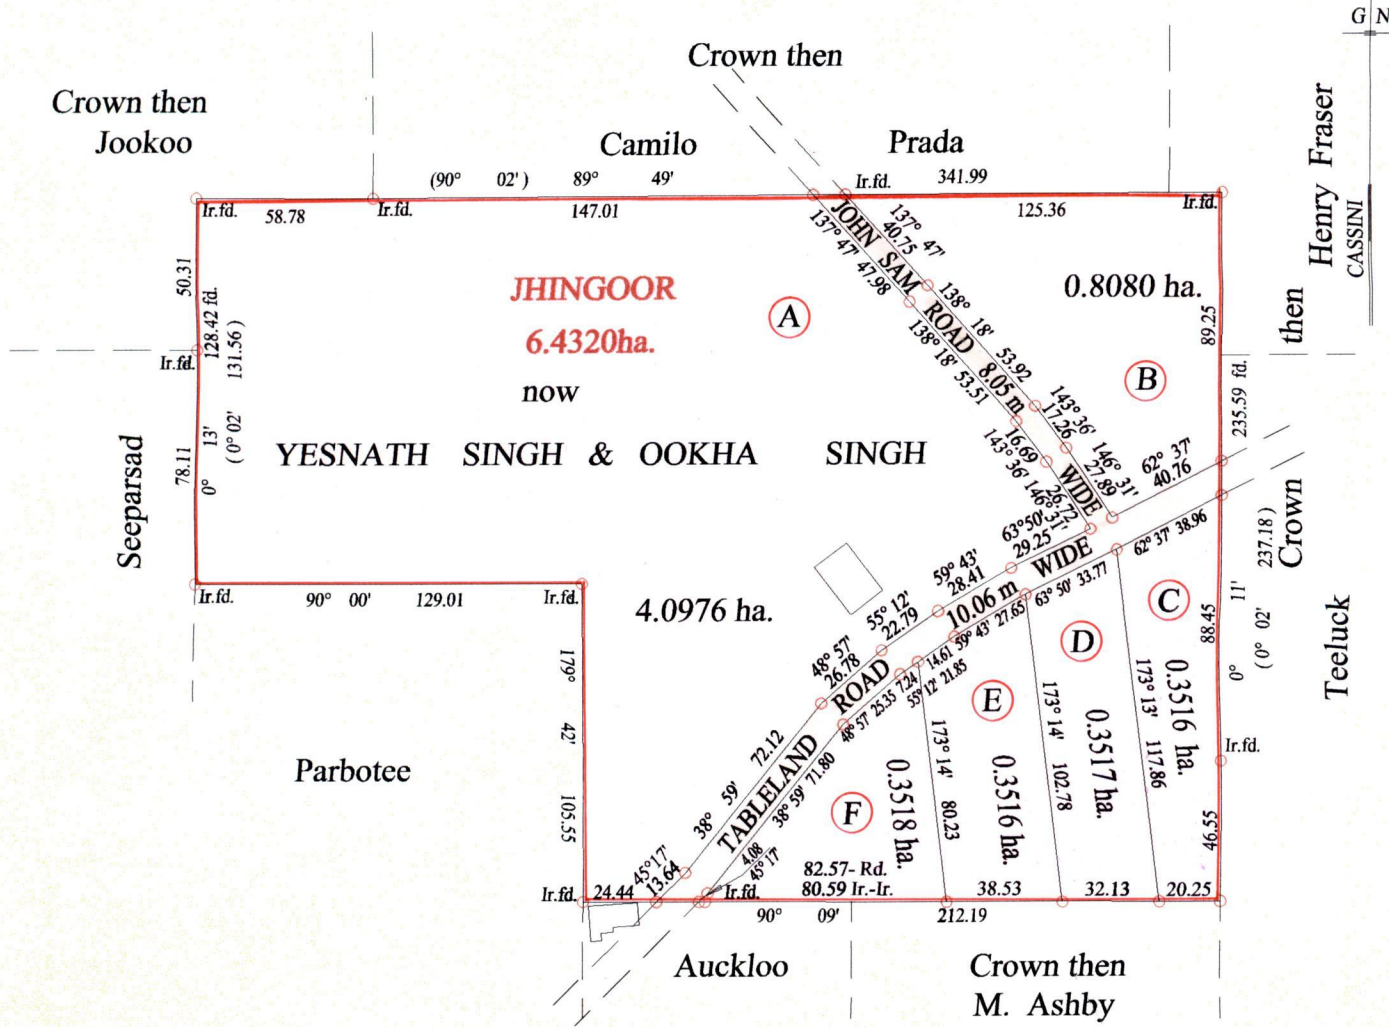 G N
CASSINI
Crown then
Jookoo
Crown then
Camilo Prada
Henry Fraser
then
Crown
Teeluck
(90° 02') 89° 49'
Ir.fd. 341.99
Ir.fd. 58.78 Ir.fd. 147.01 125.36 Ir.fd.
50.31
128.42 fd.
(131.56)
Ir.fd.
78.11
0° 13'
(0° 02')
Seeparsad
JHINGOOR
6.4320ha.
now
YESNATH SINGH & OOKHA SINGH
A
JOHN SAM ROAD 8.05 m WIDE
137° 47' 40.75
137° 47' 47.98
138° 18' 53.92
138° 18' 53.51
143° 36' 17.26
16.69
143° 36'
146° 31' 27.89
26.72
146° 31'
0.8080 ha.
B
89.25
235.59 fd.
237.18)
62° 37'
40.76
62° 37' 38.96
Ir.fd. 90° 00' 129.01 Ir.fd.
4.0976 ha.
63°50'
29.25
59° 43'
28.41
55° 12'
22.79
48° 57'
26.78
TABLELAND ROAD 10.06 m WIDE
63° 50' 33.77
59° 43' 27.65
14.61
55° 12' 21.85
7.24
48° 57' 25.35
38° 59' 72.12
38° 59' 71.80
45°17'
13.64
4.08
45° 17'
179° 42' 105.55
Parbotee
C
0.3516 ha.
173° 13' 117.86
D
0.3517 ha.
173° 14' 102.78
E
0.3516 ha.
173° 14' 80.23
F
0.3518 ha.
88.45
0° 11'
(0° 02'
Ir.fd.
46.55
Ir.fd. 24.44 Ir.fd.
82.57- Rd.
80.59 Ir.-Ir. 38.53 32.13 20.25
90° 09' 212.19
Auckloo
Crown then
M. Ashby